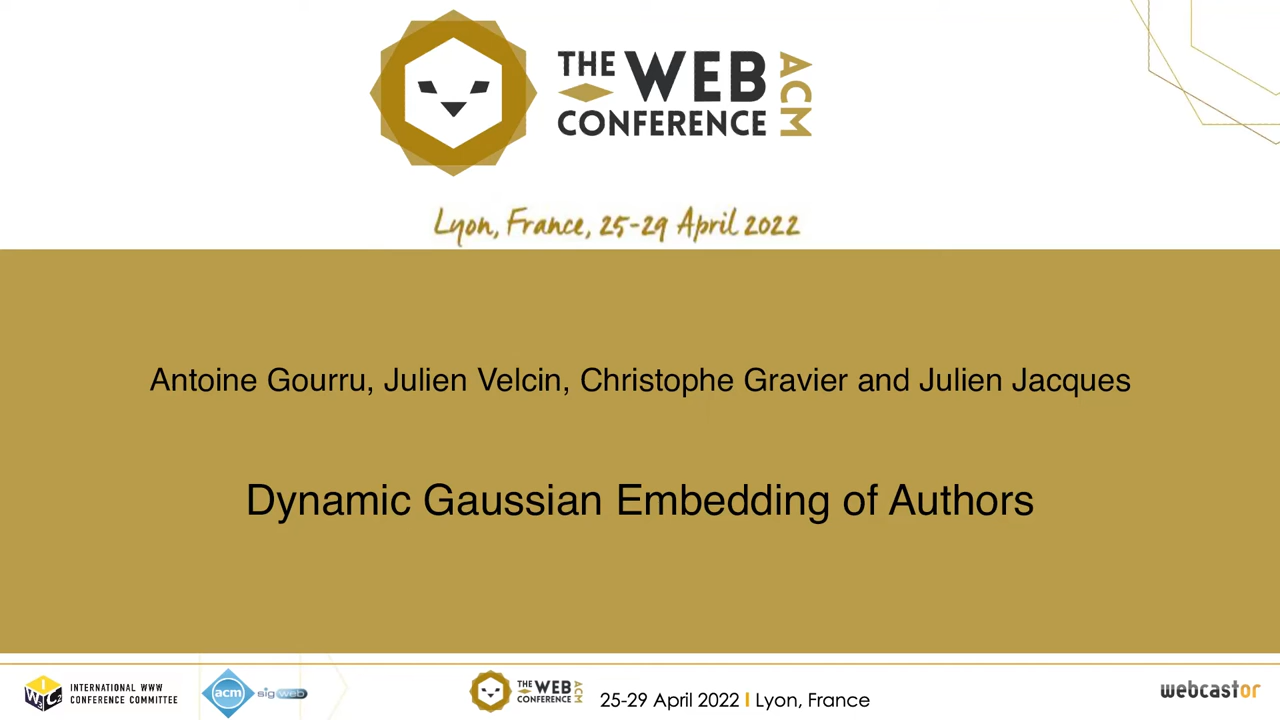 THE WEB CONFERENCE ACM
Lyon, France, 25-29 April 2022
Antoine Gourru, Julien Velcin, Christophe Gravier and Julien Jacques
Dynamic Gaussian Embedding of Authors
IW3C2 INTERNATIONAL WWW CONFERENCE COMMITTEE
acm sigweb
THE WEB CONFERENCE ACM
25-29 April 2022 I Lyon, France
webcastor